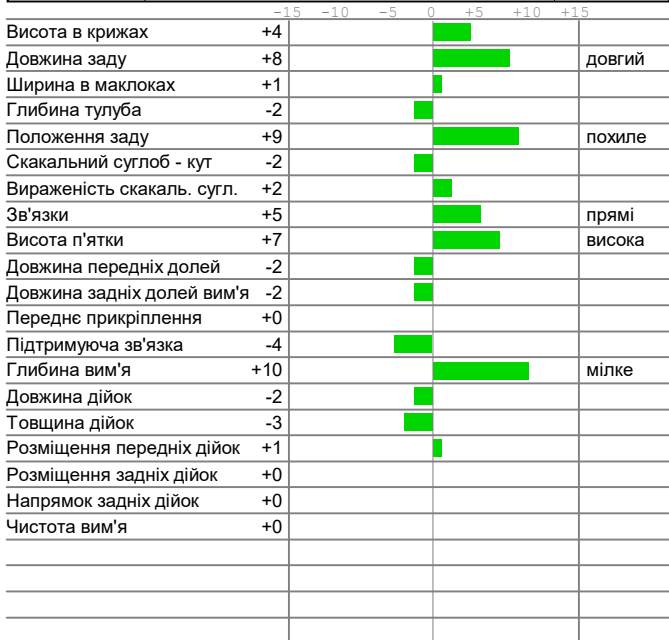 -15 -10 -5 0 +5 +10 +15
Висота в крижах +4
Довжина заду +8 довгий
Ширина в маклоках +1
Глибина тулуба -2
Положення заду +9 похиле
Скакальний суглоб - кут -2
Вираженість скакаль. сугл. +2
Зв'язки +5 прямі
Висота п'ятки +7 висока
Довжина передніх долей -2
Довжина задніх долей вим'я -2
Переднє прикріплення +0
Підтримуюча зв'язка -4
Глибина вим'я +10 мілке
Довжина дійок -2
Товщина дійок -3
Розміщення передніх дійок +1
Розміщення задніх дійок +0
Напрямок задніх дійок +0
Чистота вим'я +0